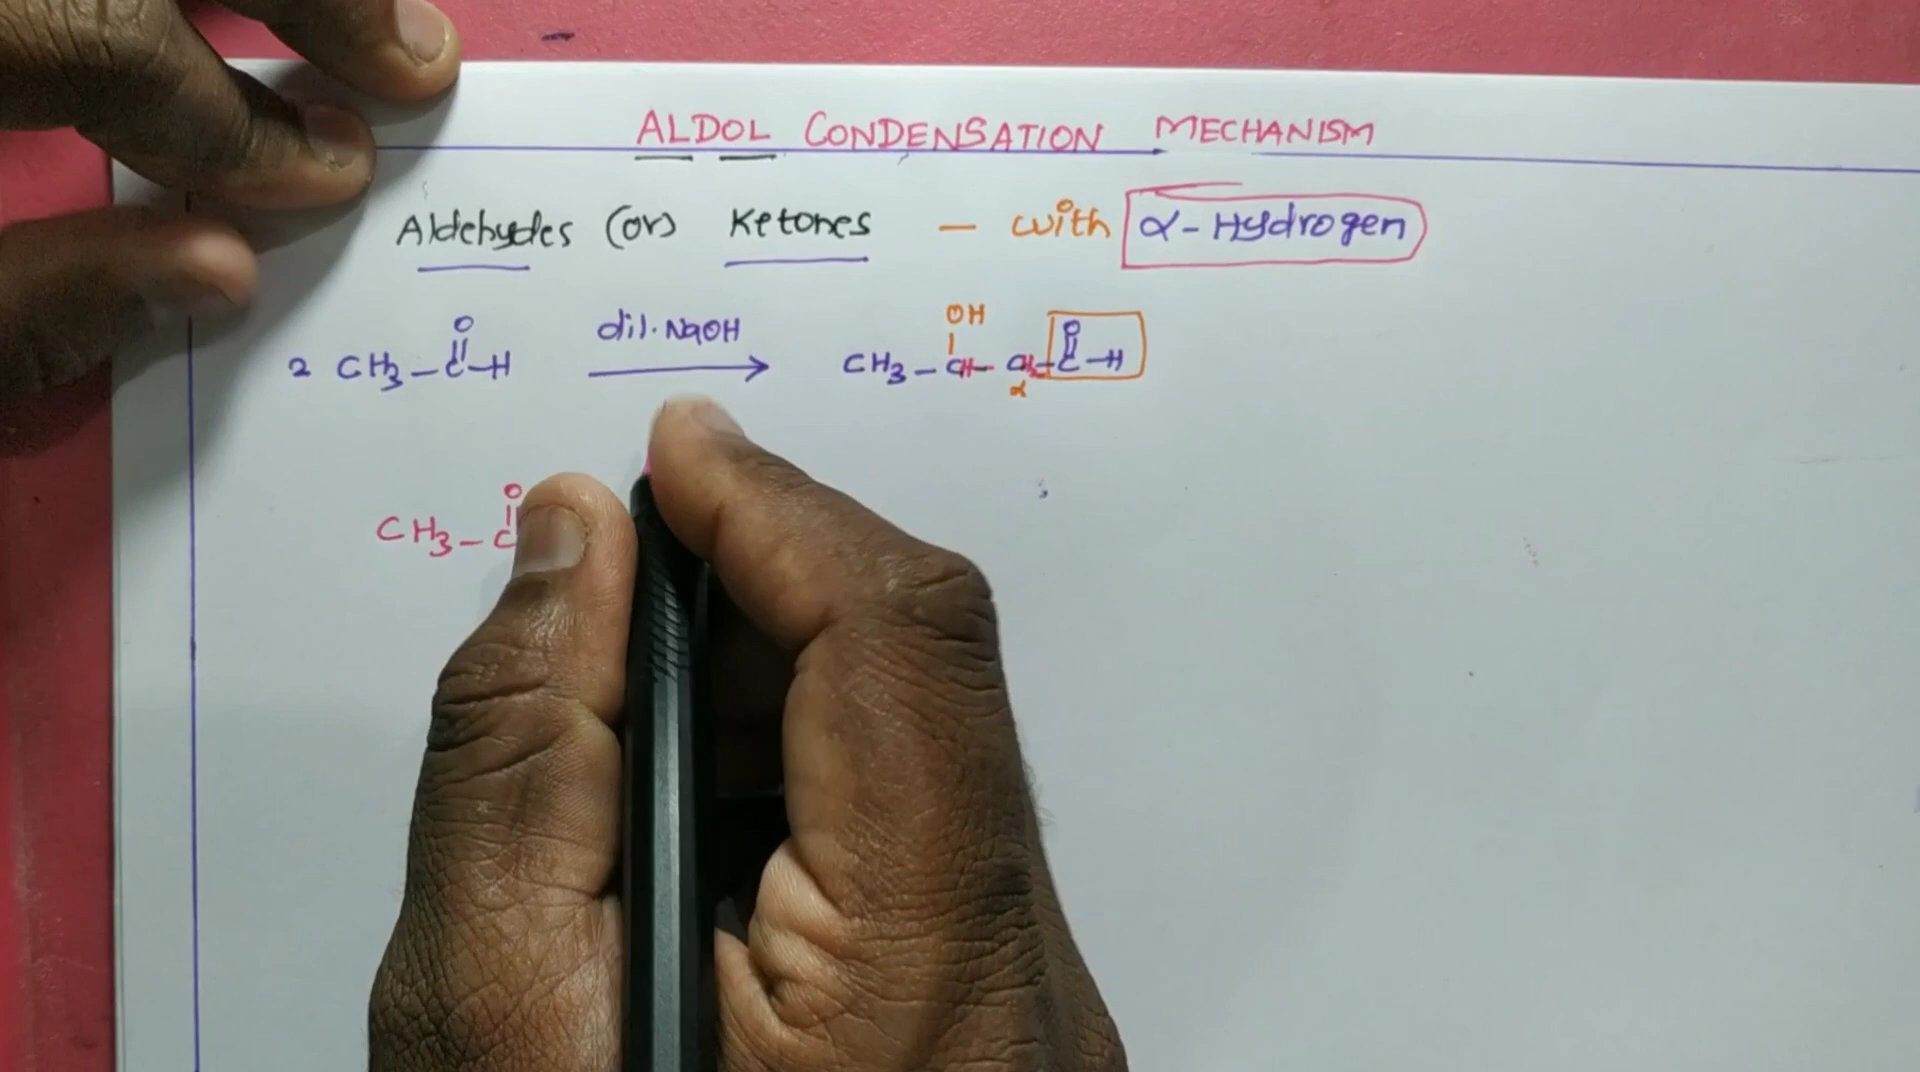 ALDOL CONDENSATION MECHANISM
Aldehydes (or) Ketones — with α-Hydrogen
O dil. NaOH OH O
2 CH3 – C – H → CH3 – CH – CH2 – C – H
α
O
CH3 – C